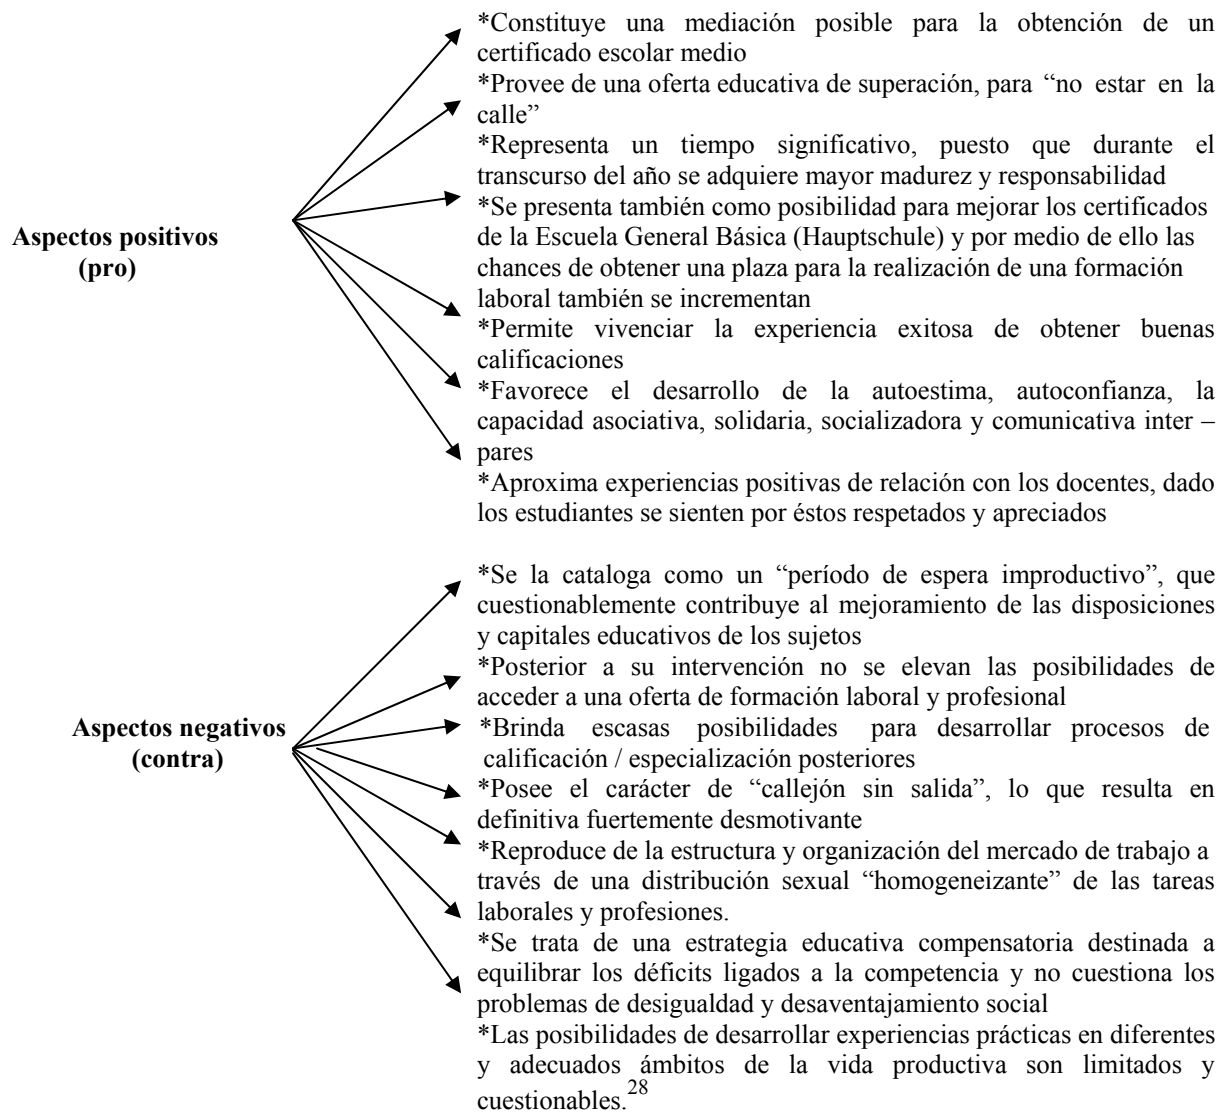 *Constituye una mediación posible para la obtención de un
certificado escolar medio
*Provee de una oferta educativa de superación, para “no estar en la
calle”
*Representa un tiempo significativo, puesto que durante el
transcurso del año se adquiere mayor madurez y responsabilidad
*Se presenta también como posibilidad para mejorar los certificados
de la Escuela General Básica (Hauptschule) y por medio de ello las
chances de obtener una plaza para la realización de una formación
laboral también se incrementan
*Permite vivenciar la experiencia exitosa de obtener buenas
calificaciones
*Favorece el desarrollo de la autoestima, autoconfianza, la
capacidad asociativa, solidaria, socializadora y comunicativa inter –
pares
*Aproxima experiencias positivas de relación con los docentes, dado
los estudiantes se sienten por éstos respetados y apreciados
Aspectos positivos
(pro)
*Se la cataloga como un “período de espera improductivo”, que
cuestionablemente contribuye al mejoramiento de las disposiciones
y capitales educativos de los sujetos
*Posterior a su intervención no se elevan las posibilidades de
acceder a una oferta de formación laboral y profesional
*Brinda escasas posibilidades para desarrollar procesos de
calificación / especialización posteriores
*Posee el carácter de “callejón sin salida”, lo que resulta en
definitiva fuertemente desmotivante
*Reproduce de la estructura y organización del mercado de trabajo a
través de una distribución sexual “homogeneizante” de las tareas
laborales y profesiones.
*Se trata de una estrategia educativa compensatoria destinada a
equilibrar los déficits ligados a la competencia y no cuestiona los
problemas de desigualdad y desaventajamiento social
*Las posibilidades de desarrollar experiencias prácticas en diferentes
y adecuados ámbitos de la vida productiva son limitados y
cuestionables.28
Aspectos negativos
(contra)